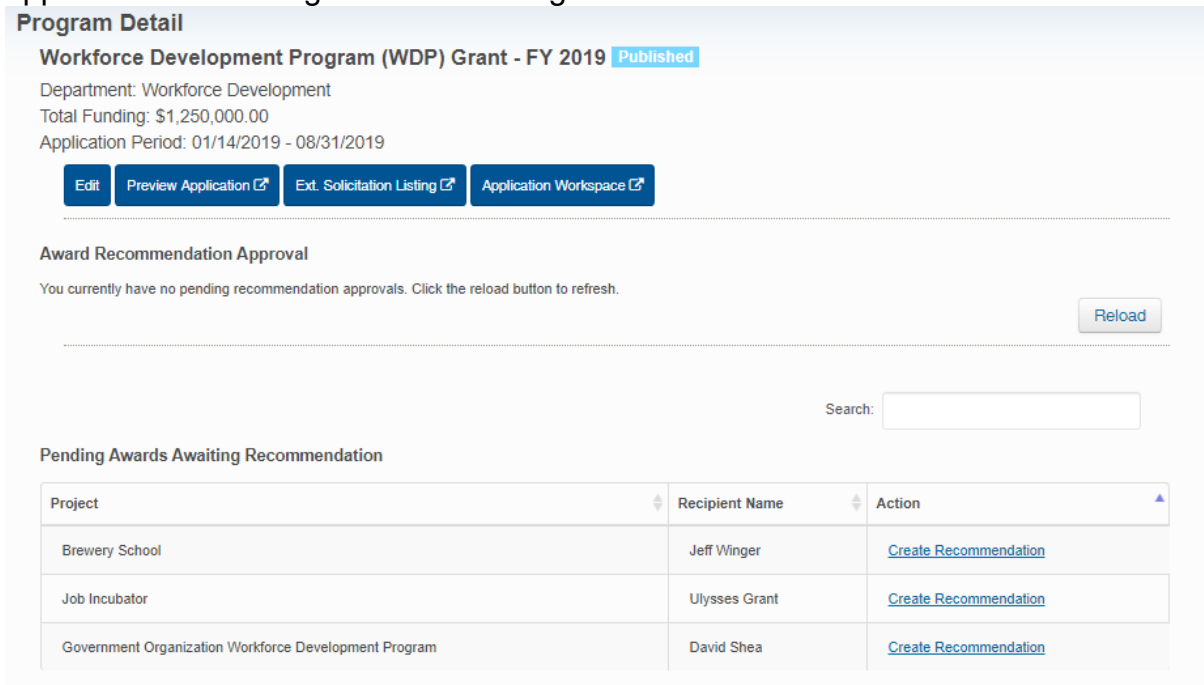 Program Detail
Workforce Development Program (WDP) Grant - FY 2019 Published
Department: Workforce Development
Total Funding: $1,250,000.00
Application Period: 01/14/2019 - 08/31/2019
Edit Preview Application Ext. Solicitation Listing Application Workspace
Award Recommendation Approval
You currently have no pending recommendation approvals. Click the reload button to refresh.
Reload
Search:
Pending Awards Awaiting Recommendation
Project Recipient Name Action
Brewery School Jeff Winger Create Recommendation
Job Incubator Ulysses Grant Create Recommendation
Government Organization Workforce Development Program David Shea Create Recommendation